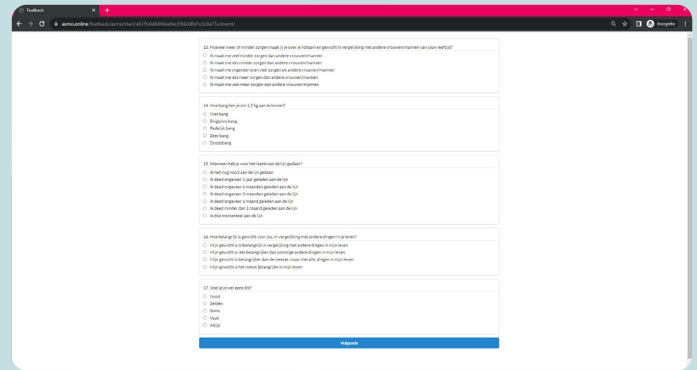 Feedback
asmo.online
Incognito
13. Hoeveel meer of minder zorgen maak jij je over je lichaam en gewicht in vergelijking met andere vrouwen/mannen van jouw leeftijd?
Ik maak me veel minder zorgen dan andere vrouwen/mannen
Ik maak me iets minder zorgen dan andere vrouwen/mannen
Ik maak me ongeveer even veel zorgen als andere vrouwen/mannen
Ik maak me iets meer zorgen dan andere vrouwen/mannen
Ik maak me veel meer zorgen dan andere vrouwen/mannen
14. Hoe bang ben je om 1,5 kg aan te komen?
Niet bang
Enigszins bang
Redelijk bang
Zeer bang
Doodsbang
15. Wanneer heb je voor het laatst aan de lijn gedaan?
Ik heb nog nooit aan de lijn gedaan
Ik deed ongeveer 1 jaar geleden aan de lijn
Ik deed ongeveer 6 maanden geleden aan de lijn
Ik deed ongeveer 3 maanden geleden aan de lijn
Ik deed ongeveer 1 maand geleden aan de lijn
Ik deed minder dan 1 maand geleden aan de lijn
Ik doe momenteel aan de lijn
16. Hoe belangrijk is gewicht voor jou, in vergelijking met andere dingen in je leven?
Mijn gewicht is onbelangrijk in vergelijking met andere dingen in mijn leven
Mijn gewicht is iets belangrijker dan sommige andere dingen in mijn leven
Mijn gewicht is belangrijker dan de meeste, maar niet alle, dingen in mijn leven
Mijn gewicht is het meest belangrijke in mijn leven
17. Voel je je wel eens dik?
Nooit
Zelden
Soms
Vaak
Altijd
Volgende